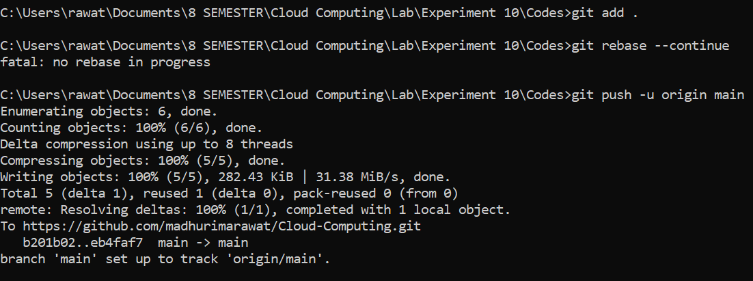 C:\Users\rawat\Documents\8 SEMESTER\Cloud Computing\Lab\Experiment 10\Codes>git add .
C:\Users\rawat\Documents\8 SEMESTER\Cloud Computing\Lab\Experiment 10\Codes>git rebase --continue
fatal: no rebase in progress
C:\Users\rawat\Documents\8 SEMESTER\Cloud Computing\Lab\Experiment 10\Codes>git push -u origin main
Enumerating objects: 6, done.
Counting objects: 100% (6/6), done.
Delta compression using up to 8 threads
Compressing objects: 100% (5/5), done.
Writing objects: 100% (5/5), 282.43 KiB | 31.38 MiB/s, done.
Total 5 (delta 1), reused 1 (delta 0), pack-reused 0 (from 0)
remote: Resolving deltas: 100% (1/1), completed with 1 local object.
To https://github.com/madhurimarawat/Cloud-Computing.git
   b201b02..eb4faf7  main -> main
branch 'main' set up to track 'origin/main'.